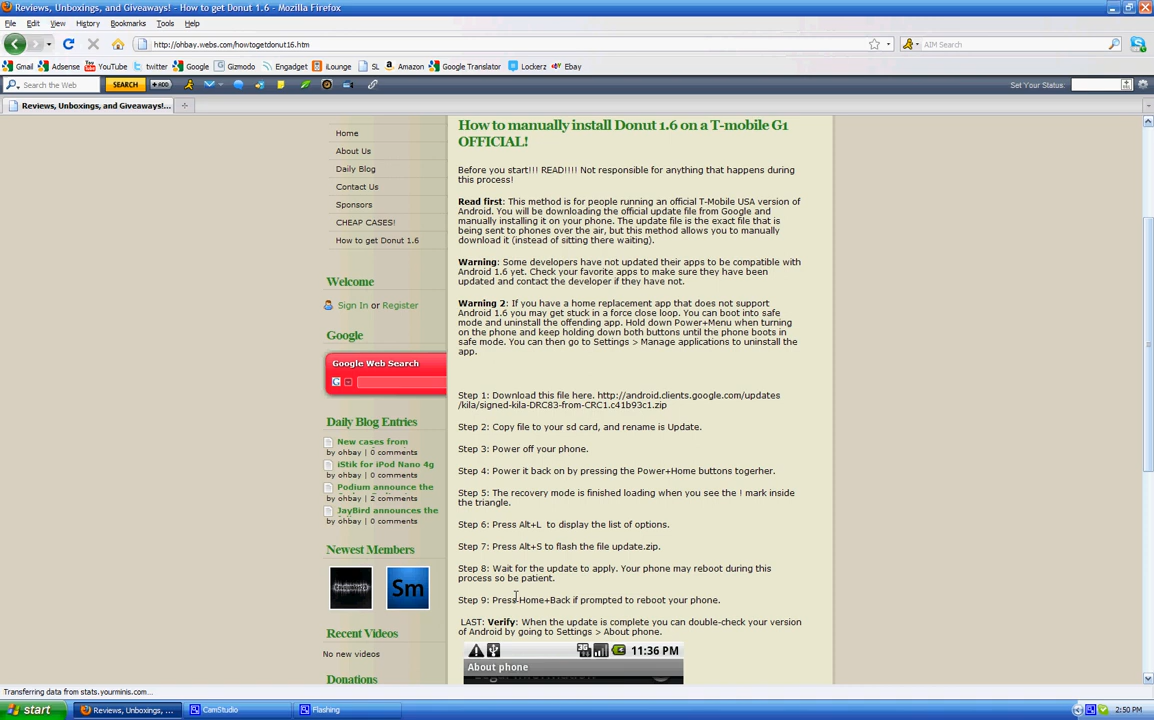 Reviews, Unboxings, and Giveaways! - How to get Donut 1.6 - Mozilla Firefox
File Edit View History Bookmarks Tools Help
http://ohbay.webs.com/howtogetdonut16.htm
AIM Search
Gmail Adsense YouTube twitter Google Gizmodo Engadget iLounge SL Amazon Google Translator Lockerz Ebay
Search the Web SEARCH +ADD Set Your Status:
Reviews, Unboxings, and Giveaways!...
How to manually install Donut 1.6 on a T-mobile G1
OFFICIAL!
Before you start!!! READ!!!! Not responsible for anything that happens during
this process!
Read first: This method is for people running an official T-Mobile USA version of
Android. You will be downloading the official update file from Google and
manually installing it on your phone. The update file is the exact file that is
being sent to phones over the air, but this method allows you to manually
download it (instead of sitting there waiting).
Warning: Some developers have not updated their apps to be compatible with
Android 1.6 yet. Check your favorite apps to make sure they have been
updated and contact the developer if they have not.
Warning 2: If you have a home replacement app that does not support
Android 1.6 you may get stuck in a force close loop. You can boot into safe
mode and uninstall the offending app. Hold down Power+Menu when turning
on the phone and keep holding down both buttons until the phone boots in
safe mode. You can then go to Settings > Manage applications to uninstall the
app.
Step 1: Download this file here. http://android.clients.google.com/updates
/kila/signed-kila-DRC83-from-CRC1.c41b93c1.zip
Step 2: Copy file to your sd card, and rename is Update.
Step 3: Power off your phone.
Step 4: Power it back on by pressing the Power+Home buttons togerher.
Step 5: The recovery mode is finished loading when you see the ! mark inside
the triangle.
Step 6: Press Alt+L to display the list of options.
Step 7: Press Alt+S to flash the file update.zip.
Step 8: Wait for the update to apply. Your phone may reboot during this
process so be patient.
Step 9: Press Home+Back if prompted to reboot your phone.
LAST: Verify: When the update is complete you can double-check your version
of Android by going to Settings > About phone.
3G 11:36 PM
About phone
Home
About Us
Daily Blog
Contact Us
Sponsors
CHEAP CASES!
How to get Donut 1.6
Welcome
Sign In or Register
Google
Google Web Search
G
Daily Blog Entries
New cases from
by ohbay | 0 comments
iStik for iPod Nano 4g
by ohbay | 0 comments
Podium announce the
by ohbay | 2 comments
JayBird announces the
by ohbay | 0 comments
Newest Members
Sm
Recent Videos
No new videos
Donations
Transferring data from stats.yourminis.com...
start Reviews, Unboxings, ... CamStudio Flashing 2:50 PM